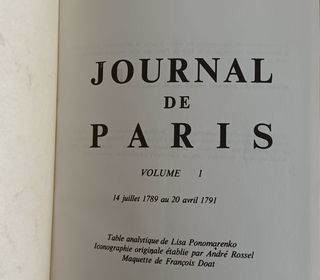 JOURNAL
DE
PARIS
VOLUME I
14 juillet 1789 au 20 avril 1791
Table analytique de Lisa Ponomarenko
Iconographie originale établie par André Rossel
Maquette de François Doat